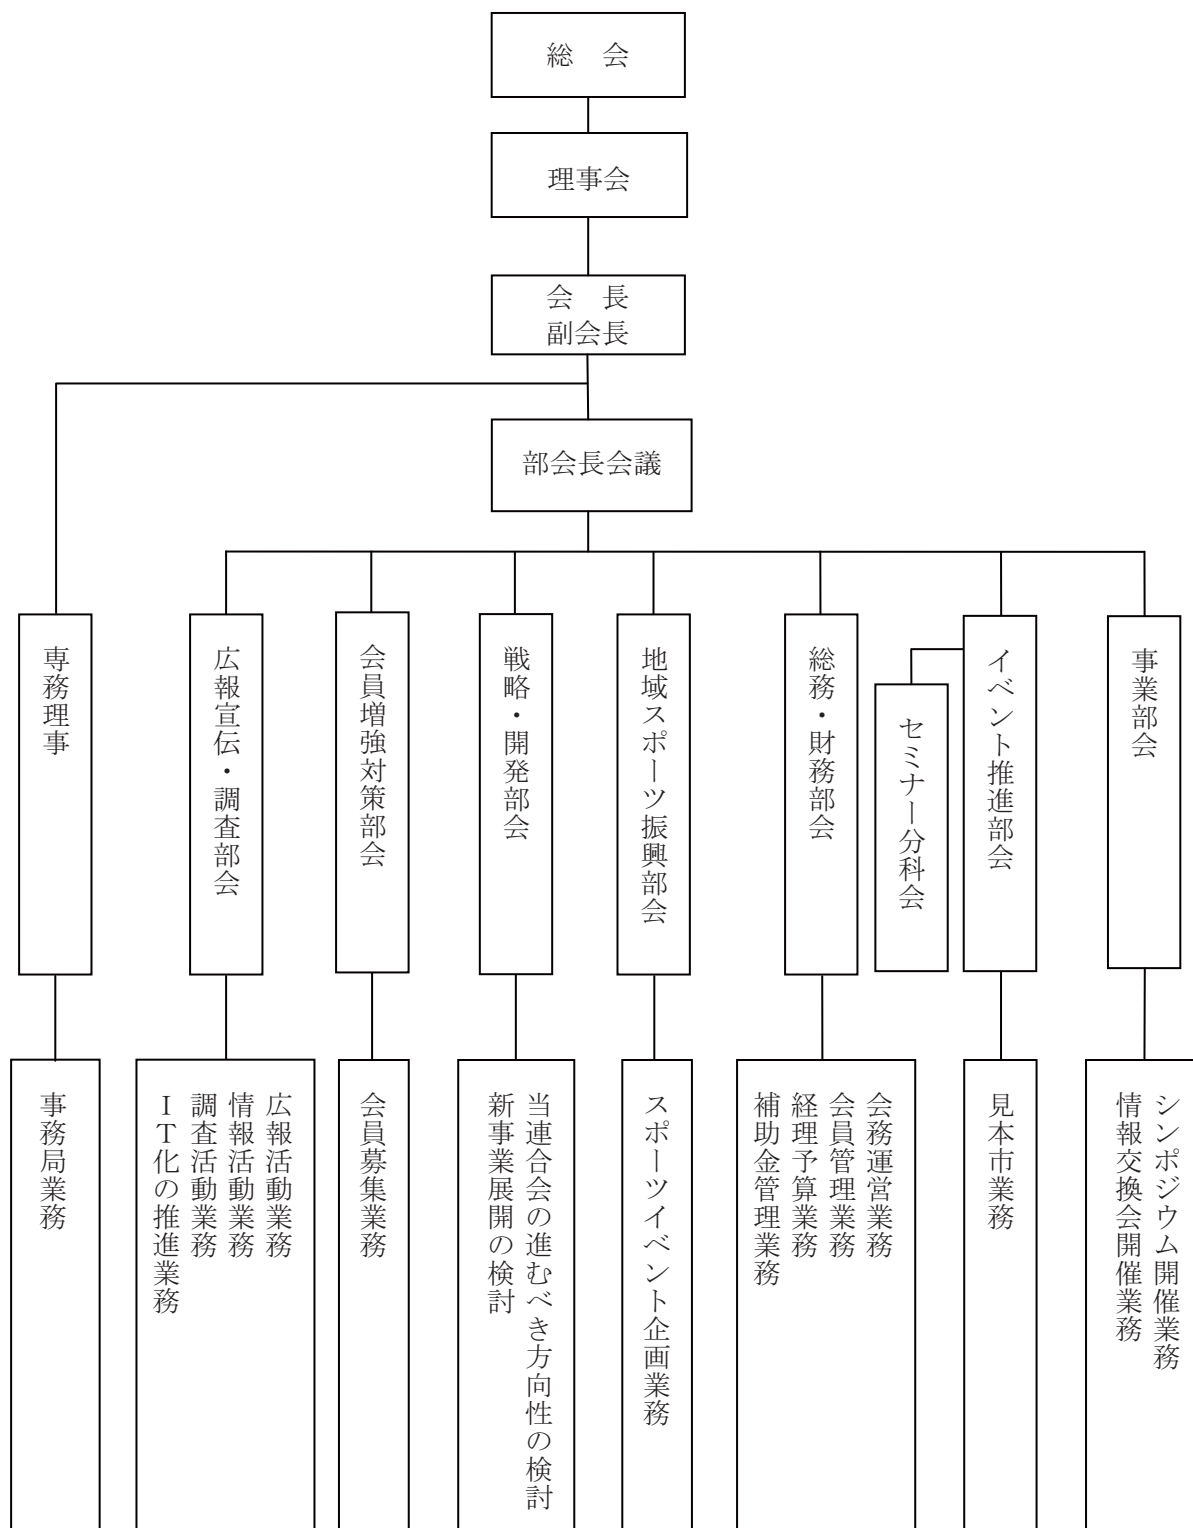 総　会
理事会
会　長
副会長
部会長会議
事業部会
イベント推進部会
セミナー分科会
総務・財務部会
地域スポーツ振興部会
戦略・開発部会
会員増強対策部会
広報宣伝・調査部会
専務理事
シンポジウム開催業務
情報交換会開催業務
見本市業務
会務運営業務
会員管理業務
経理予算業務
補助金管理業務
スポーツイベント企画業務
当連合会の進むべき方向性の検討
新事業展開の検討
会員募集業務
広報活動業務
情報活動業務
調査活動業務
ＩＴ化の推進業務
事務局業務